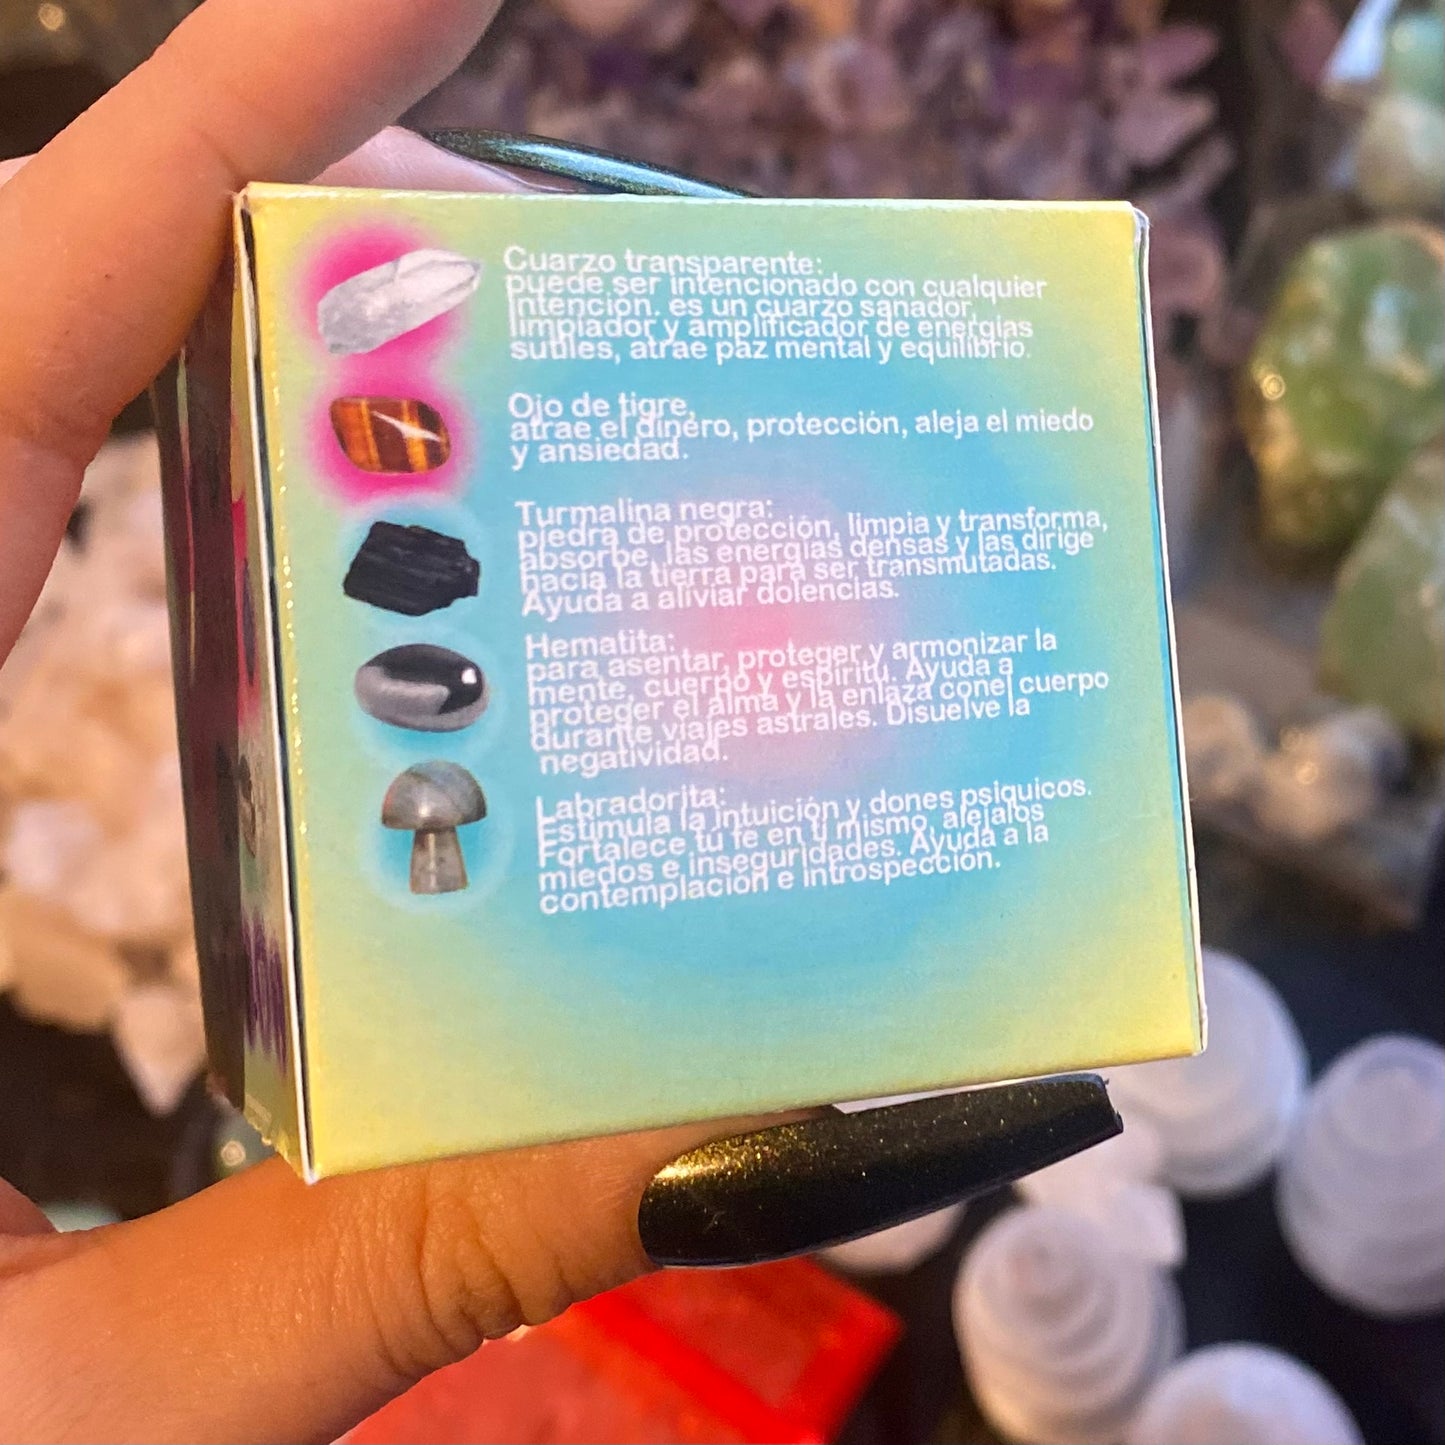 Cuarzo transparente:
puede ser intencionado con cualquier
intención. es un cuarzo sanador,
limpiador y amplificador de energías
sutiles, atrae paz mental y equilibrio.
Ojo de tigre,
atrae el dinero, protección, aleja el miedo
y ansiedad.
Turmalina negra:
piedra de protección, limpia y transforma,
absorbe, las energías densas y las dirige
hacia la tierra para ser transmutadas.
Ayuda a aliviar dolencias.
Hematita:
para asentar, proteger y armonizar la
mente, cuerpo y espíritu. Ayuda a
proteger el alma y la enlaza conel cuerpo
durante viajes astrales. Disuelve la
negatividad.
Labradorita:
Estimula la intuición y dones psiquicos.
Fortalece tu fe en ti mismo, alejalos
miedos e inseguridades. Ayuda a la
contemplación e introspección.